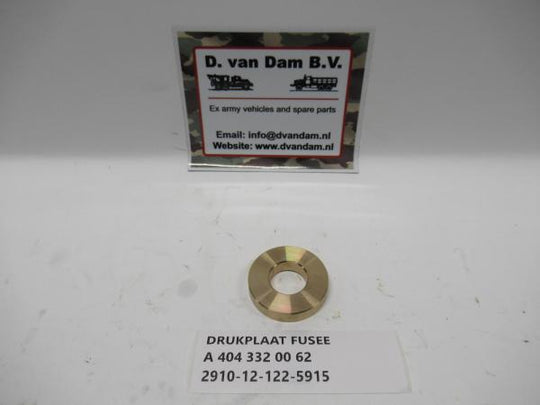 D. van Dam B.V.
Ex army vehicles and spare parts
Email: info@dvandam.nl
Website: www.dvandam.nl
DRUKPLAAT FUSEE
A 404 332 00 62
2910-12-122-5915